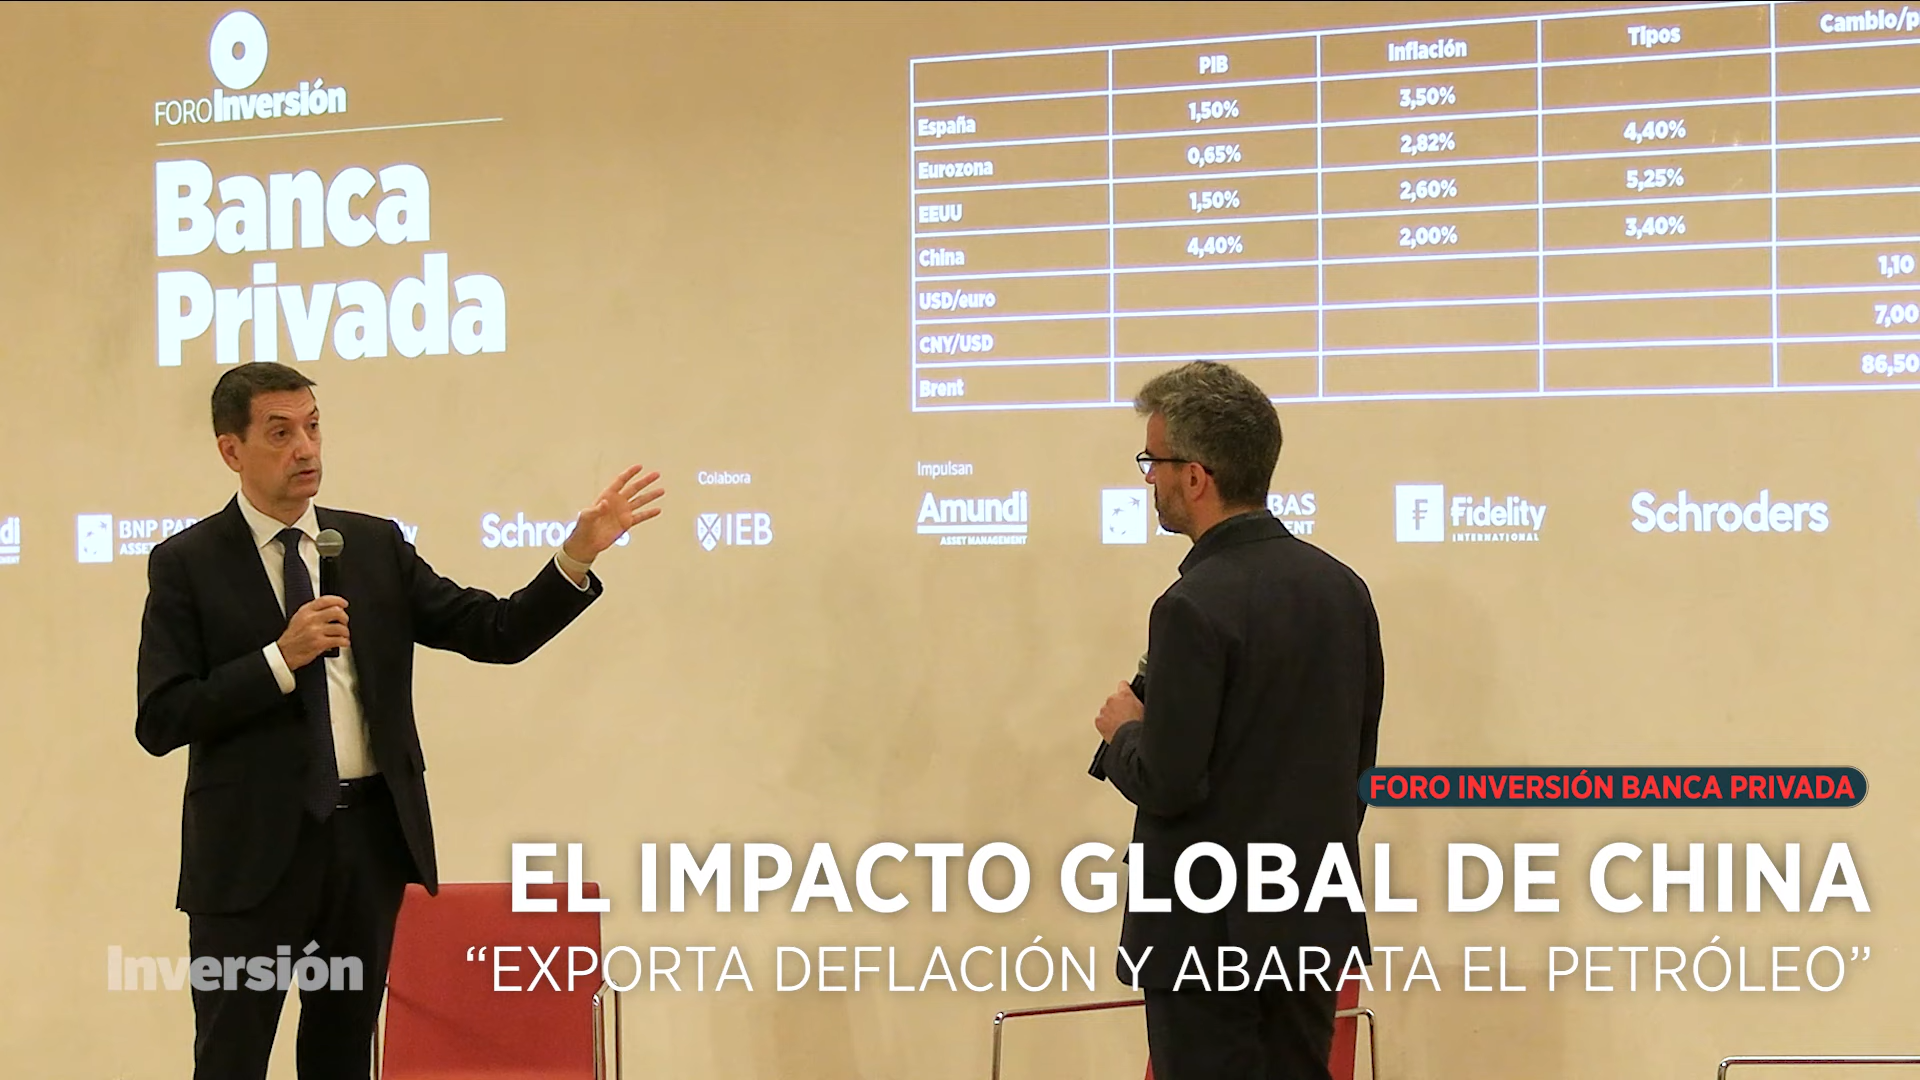 FOROInversión
Banca
Privada
PIB Inflación Tipos
España 1,50% 3,50%
Eurozona 0,65% 2,82% 4,40%
EEUU 1,50% 2,60% 5,25%
China 4,40% 2,00% 3,40%
USD/euro 1,10
CNY/USD 7,00
Brent 86,50
Colabora
IEB
BNP
Impulsan
Amundi
ASSET MANAGEMENT
Fidelity
INTERNATIONAL
Schroders
FORO INVERSIÓN BANCA PRIVADA
EL IMPACTO GLOBAL DE CHINA
“EXPORTA DEFLACIÓN Y ABARATA EL PETRÓLEO”
Inversión